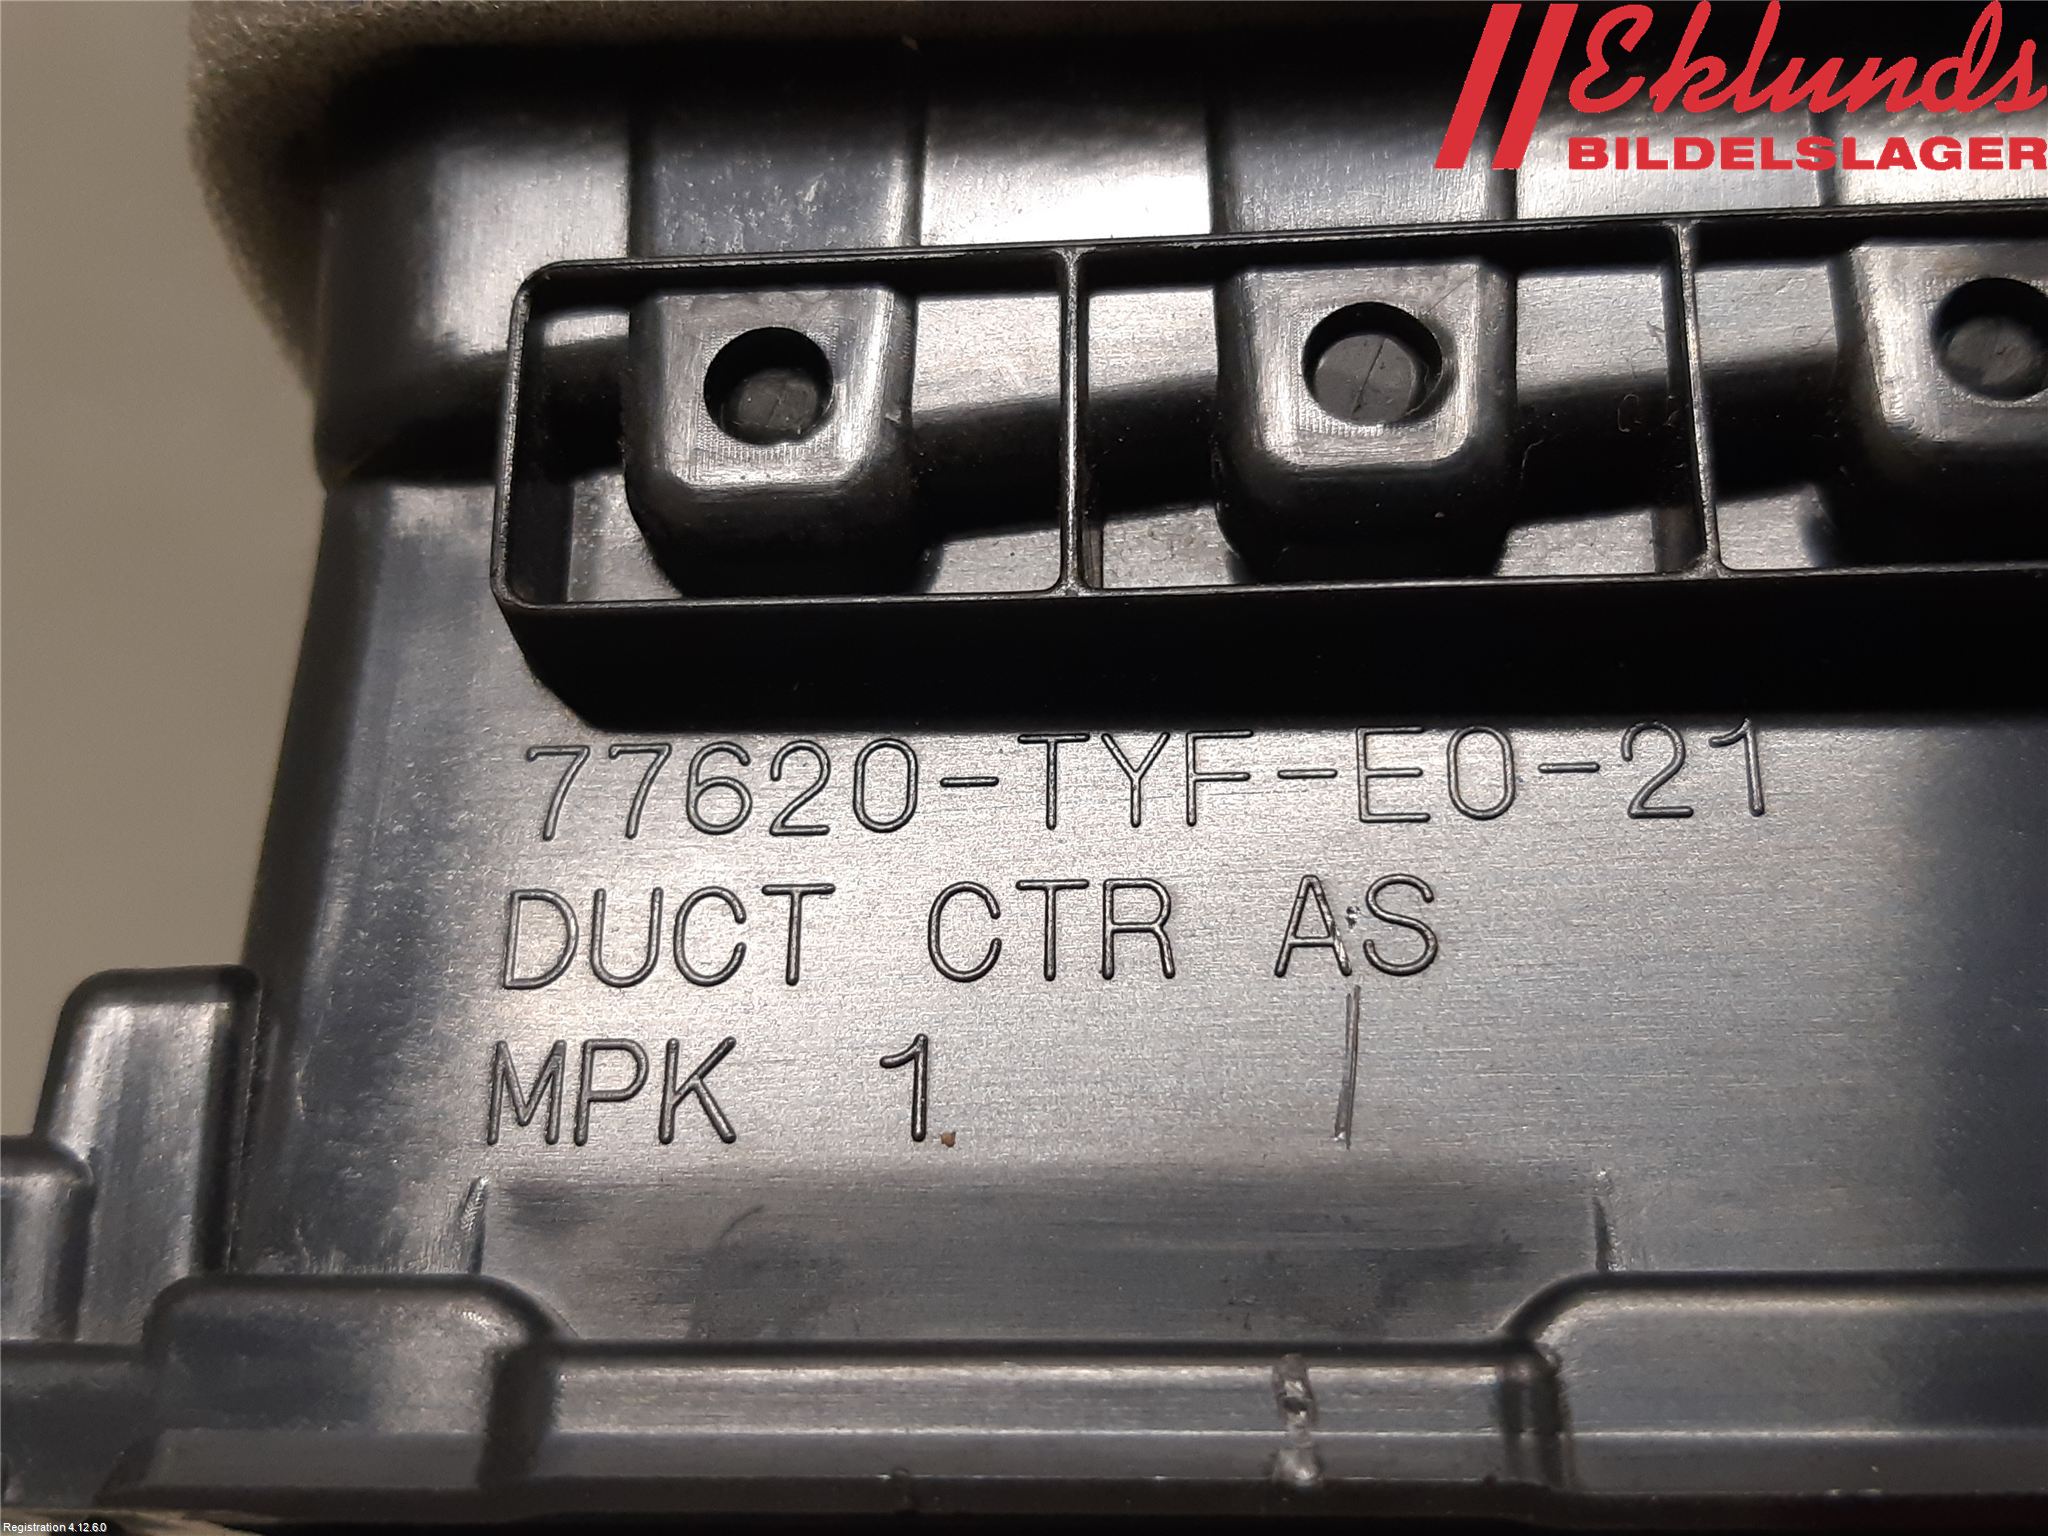 Eklunds
BILDELSLAGER
77620-TYF-E0-21
DUCT CTR AS
MPK 1
Registration 4.12.6.0